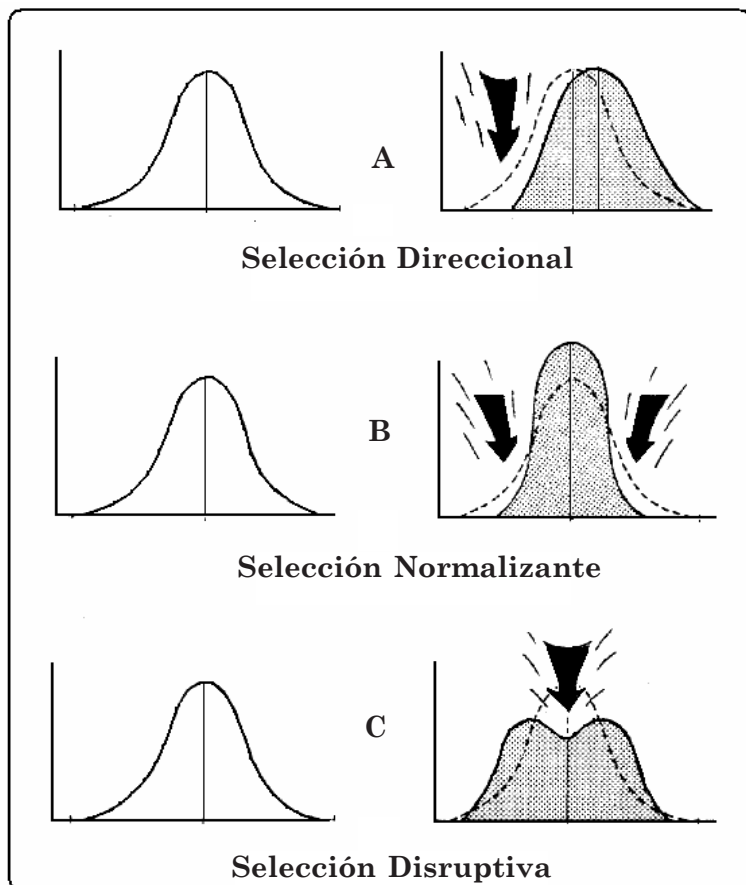 A
Selección Direccional
B
Selección Normalizante
C
Selección Disruptiva